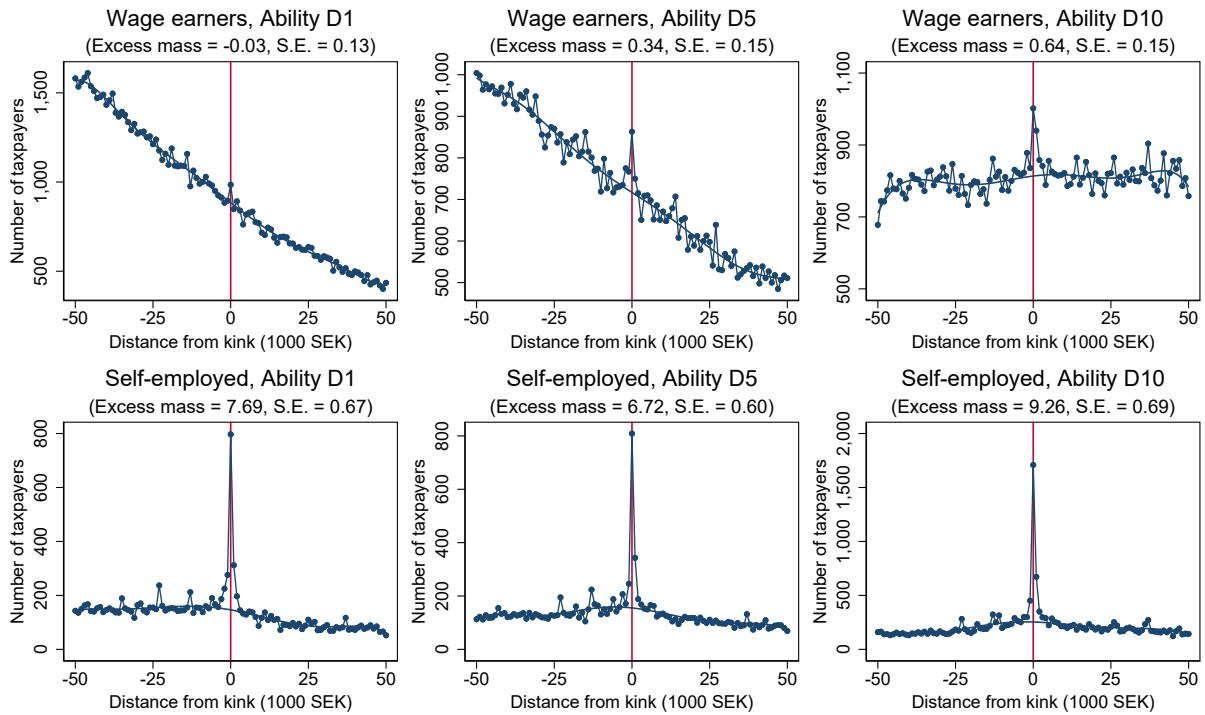 Wage earners, Ability D1
(Excess mass = -0.03, S.E. = 0.13)
Number of taxpayers
1,500
1,000
500
-50 -25 0 25 50
Distance from kink (1000 SEK)
Wage earners, Ability D5
(Excess mass = 0.34, S.E. = 0.15)
Number of taxpayers
1,000
900
800
700
600
500
-50 -25 0 25 50
Distance from kink (1000 SEK)
Wage earners, Ability D10
(Excess mass = 0.64, S.E. = 0.15)
Number of taxpayers
1,100
900
700
500
-50 -25 0 25 50
Distance from kink (1000 SEK)
Self-employed, Ability D1
(Excess mass = 7.69, S.E. = 0.67)
Number of taxpayers
800
600
400
200
0
-50 -25 0 25 50
Distance from kink (1000 SEK)
Self-employed, Ability D5
(Excess mass = 6.72, S.E. = 0.60)
Number of taxpayers
800
600
400
200
0
-50 -25 0 25 50
Distance from kink (1000 SEK)
Self-employed, Ability D10
(Excess mass = 9.26, S.E. = 0.69)
Number of taxpayers
2,000
1,500
1,000
500
0
-50 -25 0 25 50
Distance from kink (1000 SEK)